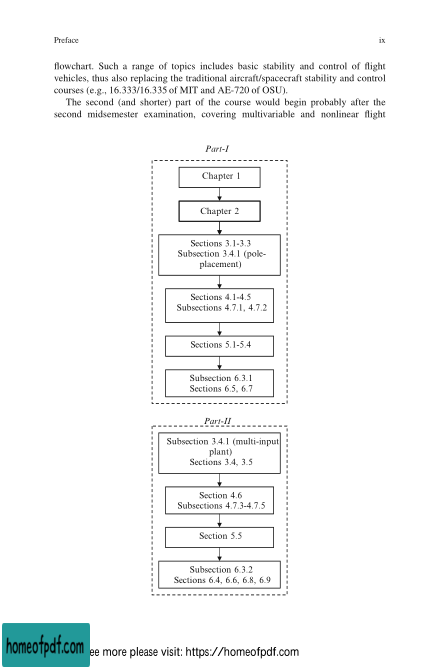 Preface ix
flowchart. Such a range of topics includes basic stability and control of flight
vehicles, thus also replacing the traditional aircraft/spacecraft stability and control
courses (e.g., 16.333/16.335 of MIT and AE-720 of OSU).
The second (and shorter) part of the course would begin probably after the
second midsemester examination, covering multivariable and nonlinear flight
Part-I
Chapter 1
Chapter 2
Sections 3.1-3.3
Subsection 3.4.1 (pole-
placement)
Sections 4.1-4.5
Subsections 4.7.1, 4.7.2
Sections 5.1-5.4
Subsection 6.3.1
Sections 6.5, 6.7
Part-II
Subsection 3.4.1 (multi-input
plant)
Sections 3.4, 3.5
Section 4.6
Subsections 4.7.3-4.7.5
Section 5.5
Subsection 6.3.2
Sections 6.4, 6.6, 6.8, 6.9
homeofpdf.com
ee more please visit: https://homeofpdf.com